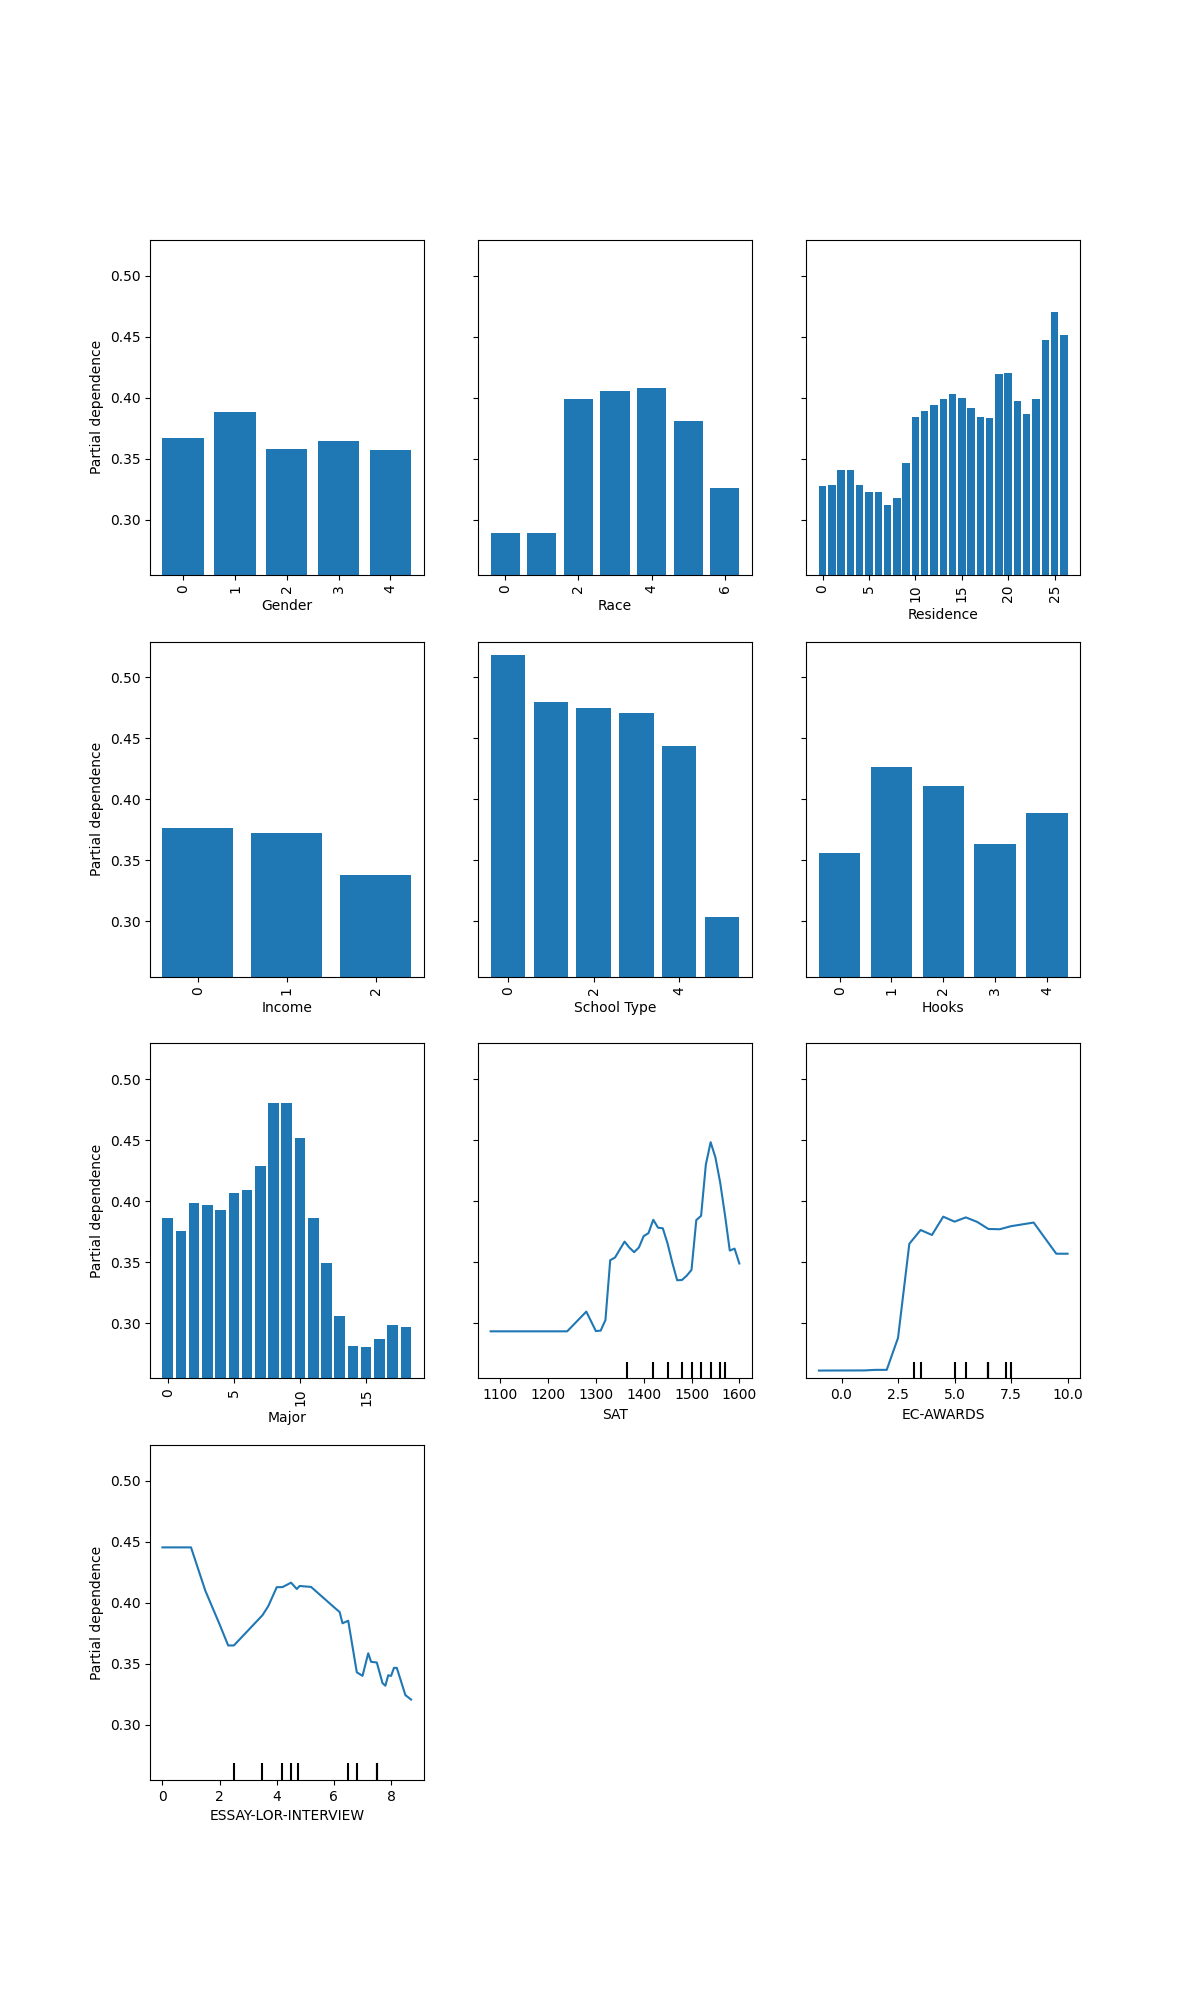 0.50
0.45
0.40
0.35
0.30
Partial dependence
0 1 2 3 4
Gender
0 2 4 6
Race
0 5 10 15 20 25
Residence
0.50
0.45
0.40
0.35
0.30
Partial dependence
0 1 2
Income
0 2 4
School Type
0 1 2 3 4
Hooks
0.50
0.45
0.40
0.35
0.30
Partial dependence
0 5 10 15
Major
1100 1200 1300 1400 1500 1600
SAT
0.0 2.5 5.0 7.5 10.0
EC-AWARDS
0.50
0.45
0.40
0.35
0.30
Partial dependence
0 2 4 6 8
ESSAY-LOR-INTERVIEW